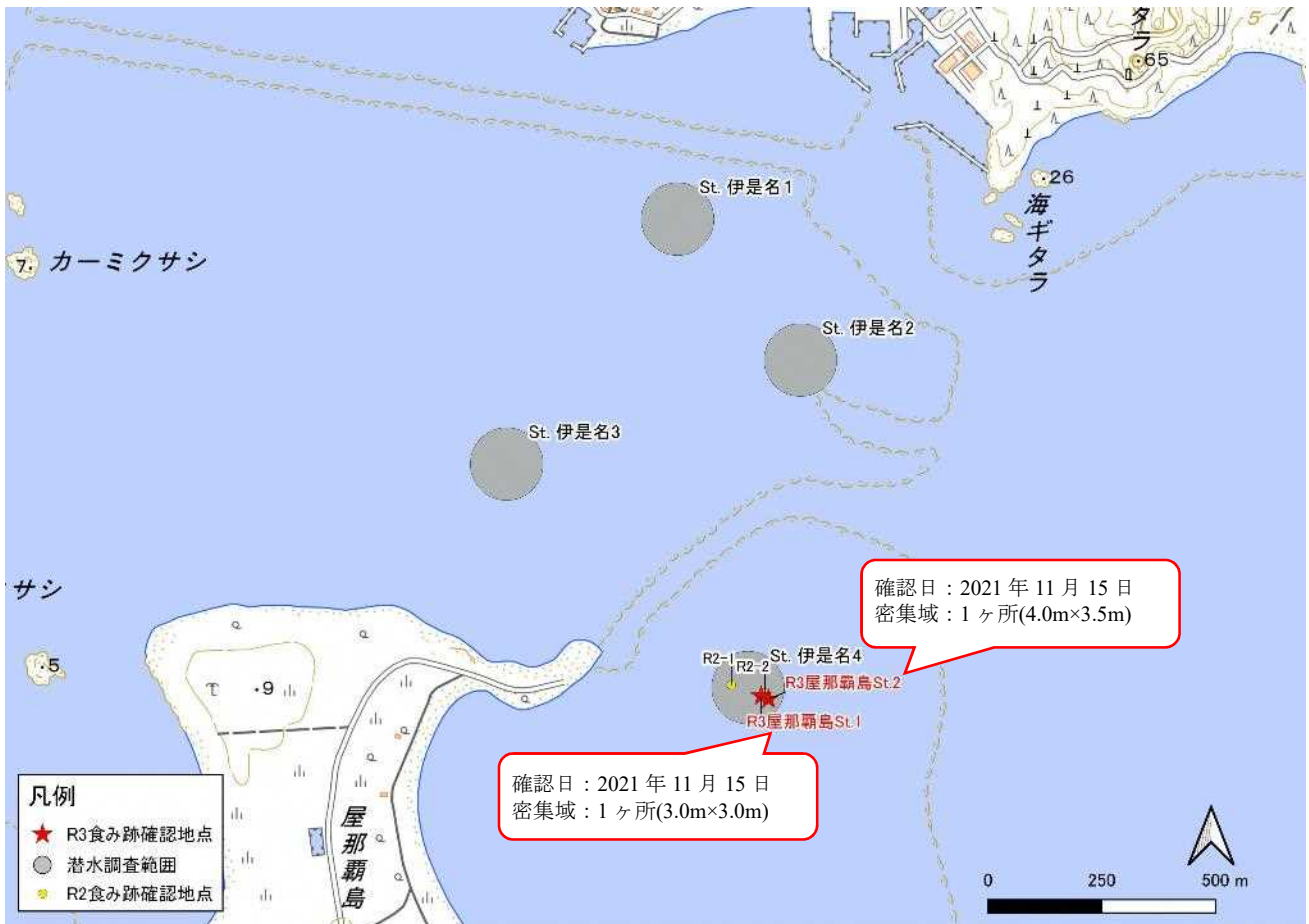 タラ
5
65
St. 伊是名1
26
海ギタラ
7
カーミクサシ
St. 伊是名2
St. 伊是名3
確認日：2021 年 11 月 15 日
密集域：1 ヶ所(4.0m×3.5m)
サシ
5
9
R2-1
R2-2
St. 伊是名4
R3屋那覇島St.2
R3屋那覇島St.1
確認日：2021 年 11 月 15 日
密集域：1 ヶ所(3.0m×3.0m)
屋那覇島
凡例
R3食み跡確認地点
潜水調査範囲
R2食み跡確認地点
0 250 500 m